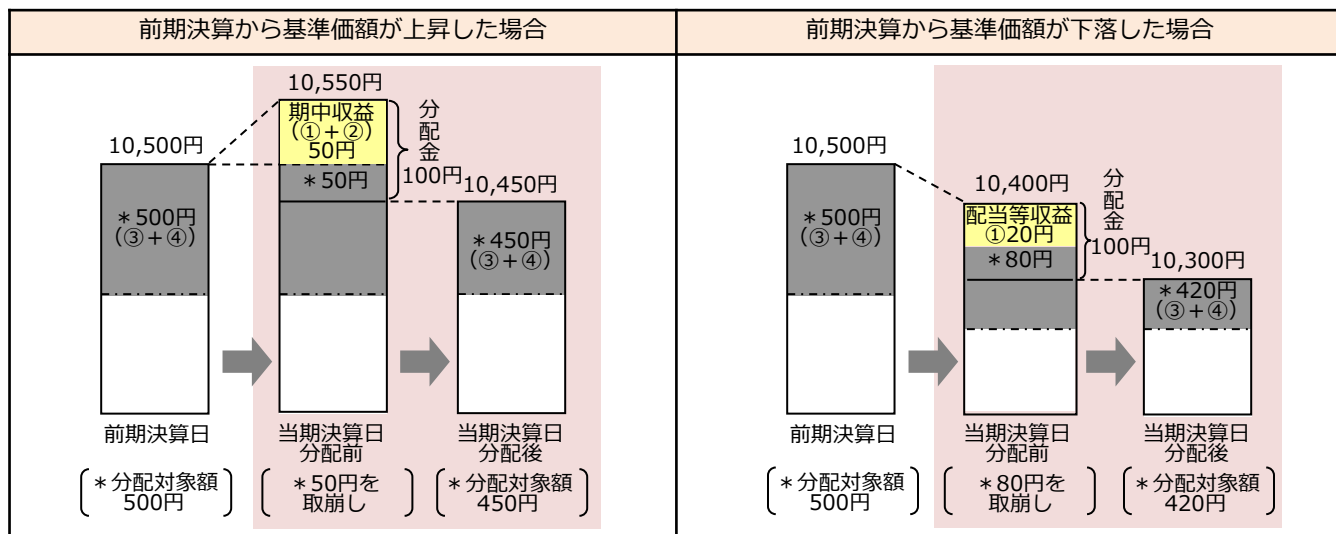 前期決算から基準価額が上昇した場合
10,550円
期中収益
(①+②)
50円
分配金
100円
10,500円
*50円
10,450円
*500円
(③+④)
*450円
(③+④)
前期決算日
当期決算日
分配前
当期決算日
分配後
*分配対象額
500円
*50円を
取崩し
*分配対象額
450円
前期決算から基準価額が下落した場合
10,500円
10,400円
配当等収益
①20円
分配金
100円
*80円
10,300円
*500円
(③+④)
*420円
(③+④)
前期決算日
当期決算日
分配前
当期決算日
分配後
*分配対象額
500円
*80円を
取崩し
*分配対象額
420円